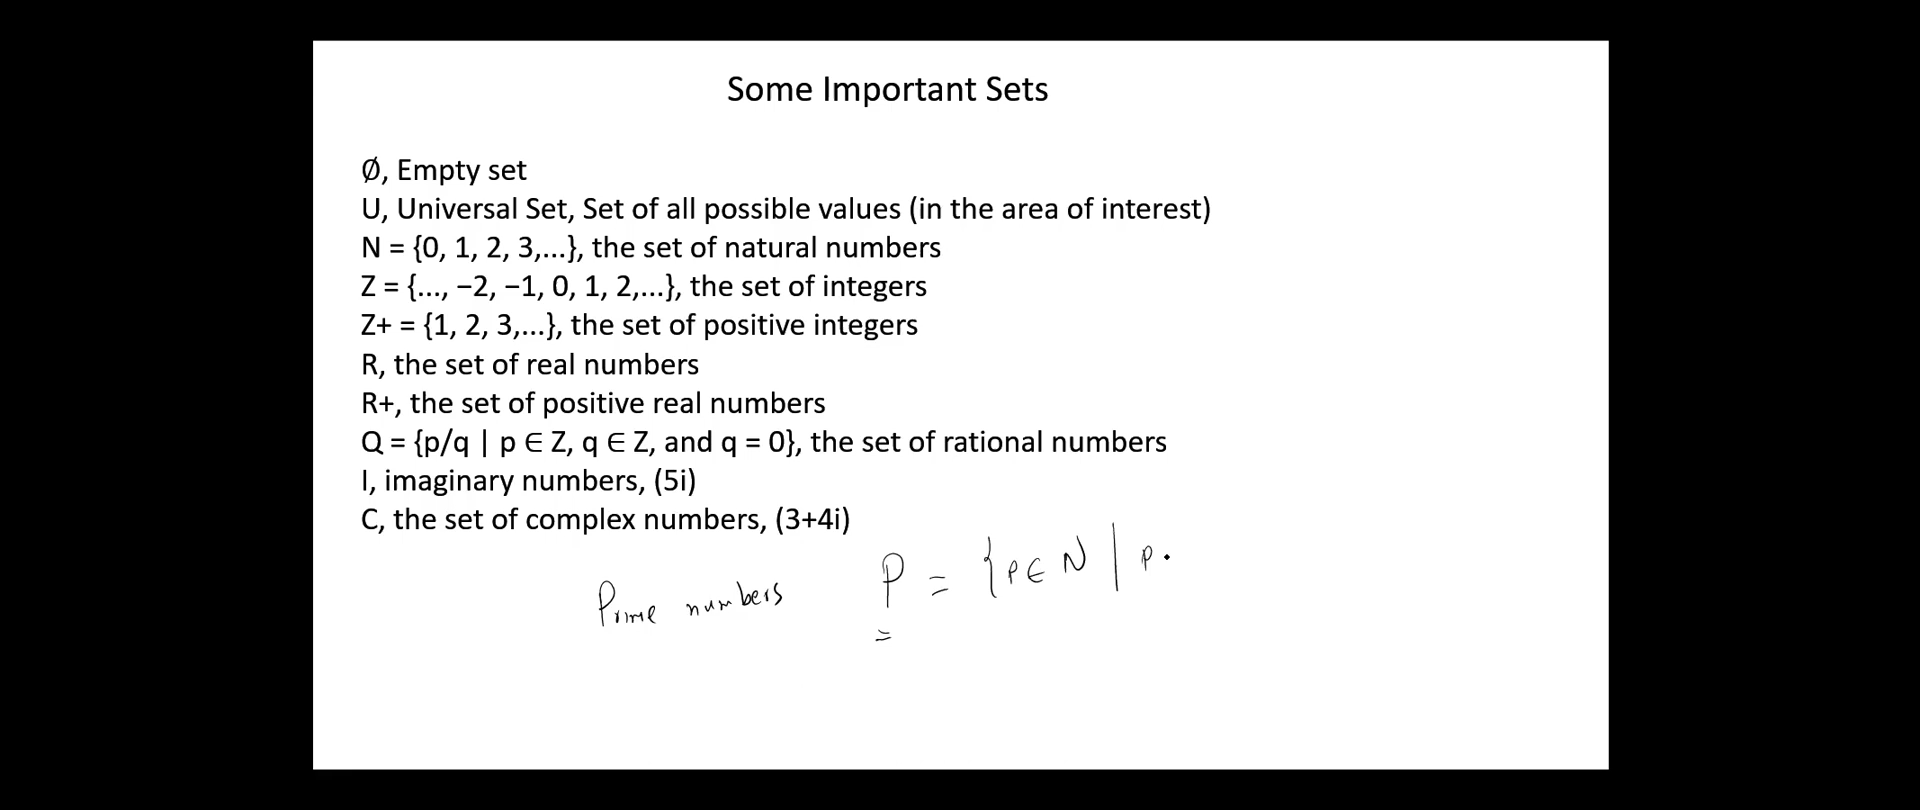 Some Important Sets
Ø, Empty set
U, Universal Set, Set of all possible values (in the area of interest)
N = {0, 1, 2, 3,...}, the set of natural numbers
Z = {..., −2, −1, 0, 1, 2,...}, the set of integers
Z+ = {1, 2, 3,...}, the set of positive integers
R, the set of real numbers
R+, the set of positive real numbers
Q = {p/q | p ∈ Z, q ∈ Z, and q = 0}, the set of rational numbers
I, imaginary numbers, (5i)
C, the set of complex numbers, (3+4i)
Prime numbers P = {p ∈ N | p.
=